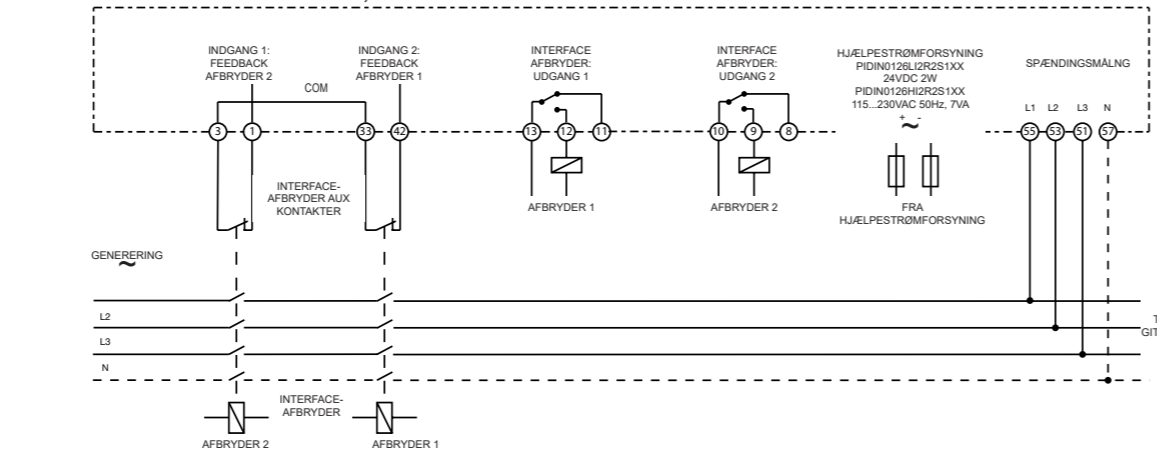 INDGANG 1:
FEEDBACK
AFBRYDER 2
INDGANG 2:
FEEDBACK
AFBRYDER 1
COM
INTERFACE
AFBRYDER:
UDGANG 1
INTERFACE
AFBRYDER:
UDGANG 2
HJÆLPESTRØMFORSYNING
PIDIN0126LI2R2S1XX
24VDC 2W
PIDIN0126HI2R2S1XX
115...230VAC 50Hz, 7VA
+ ~ -
SPÆNDINGSMÅLNG
L1 L2 L3 N
3 1 33 42 13 12 11 10 9 8 55 53 51 57
INTERFACE-
AFBRYDER AUX
KONTAKTER
AFBRYDER 1
AFBRYDER 2
FRA
HJÆLPESTRØMFORSYNING
GENERERING
~
L2
L3
N
T
GIT
INTERFACE-
AFBRYDER
AFBRYDER 2
AFBRYDER 1